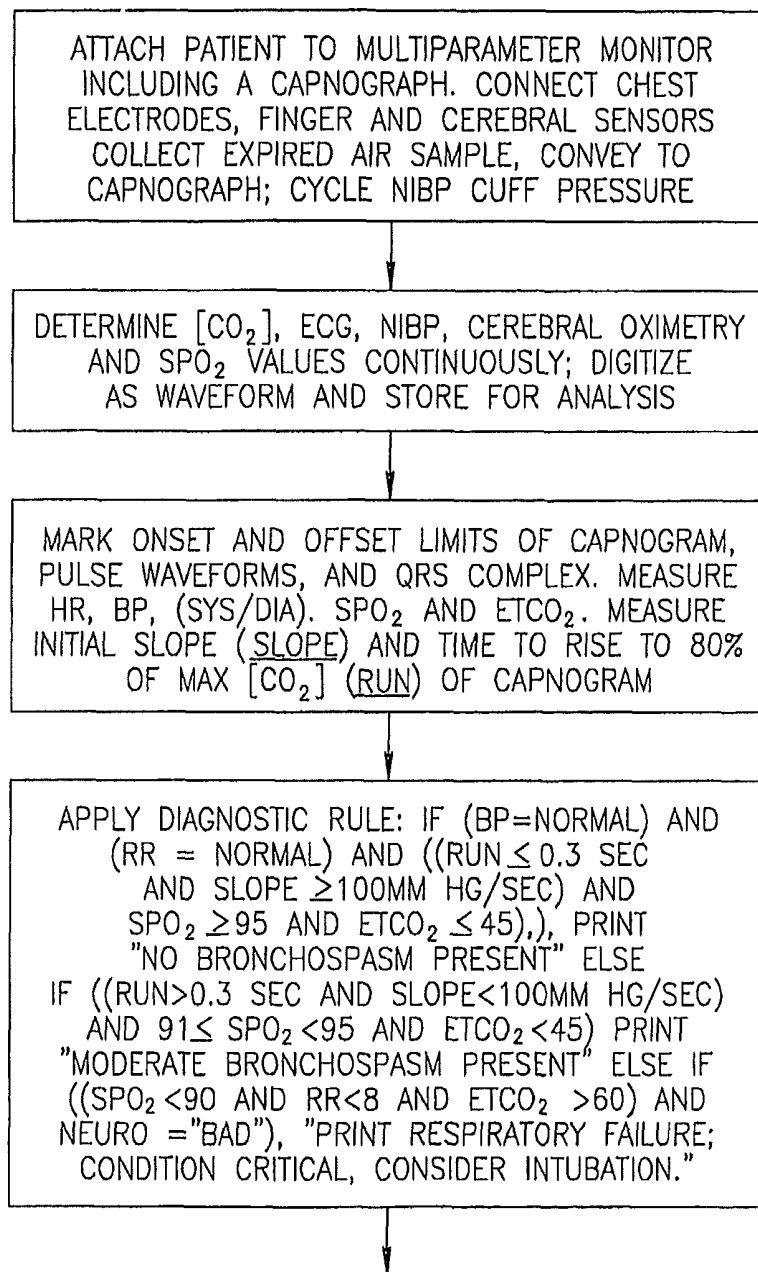 ATTACH PATIENT TO MULTIPARAMETER MONITOR
INCLUDING A CAPNOGRAPH. CONNECT CHEST
ELECTRODES, FINGER AND CEREBRAL SENSORS
COLLECT EXPIRED AIR SAMPLE, CONVEY TO
CAPNOGRAPH; CYCLE NIBP CUFF PRESSURE
DETERMINE [CO₂], ECG, NIBP, CEREBRAL OXIMETRY
AND SPO₂ VALUES CONTINUOUSLY; DIGITIZE
AS WAVEFORM AND STORE FOR ANALYSIS
MARK ONSET AND OFFSET LIMITS OF CAPNOGRAM,
PULSE WAVEFORMS, AND QRS COMPLEX. MEASURE
HR, BP, (SYS/DIA). SPO₂ AND ETCO₂. MEASURE
INITIAL SLOPE (SLOPE) AND TIME TO RISE TO 80%
OF MAX [CO₂] (RUN) OF CAPNOGRAM
APPLY DIAGNOSTIC RULE: IF (BP=NORMAL) AND
(RR = NORMAL) AND ((RUN ≤ 0.3 SEC
AND SLOPE ≥100MM HG/SEC) AND
SPO₂ ≥95 AND ETCO₂ ≤45),), PRINT
"NO BRONCHOSPASM PRESENT" ELSE
IF ((RUN>0.3 SEC AND SLOPE<100MM HG/SEC)
AND 91≤ SPO₂<95 AND ETCO₂<45) PRINT
"MODERATE BRONCHOSPASM PRESENT" ELSE IF
((SPO₂<90 AND RR<8 AND ETCO₂ >60) AND
NEURO ="BAD"), "PRINT RESPIRATORY FAILURE;
CONDITION CRITICAL, CONSIDER INTUBATION."